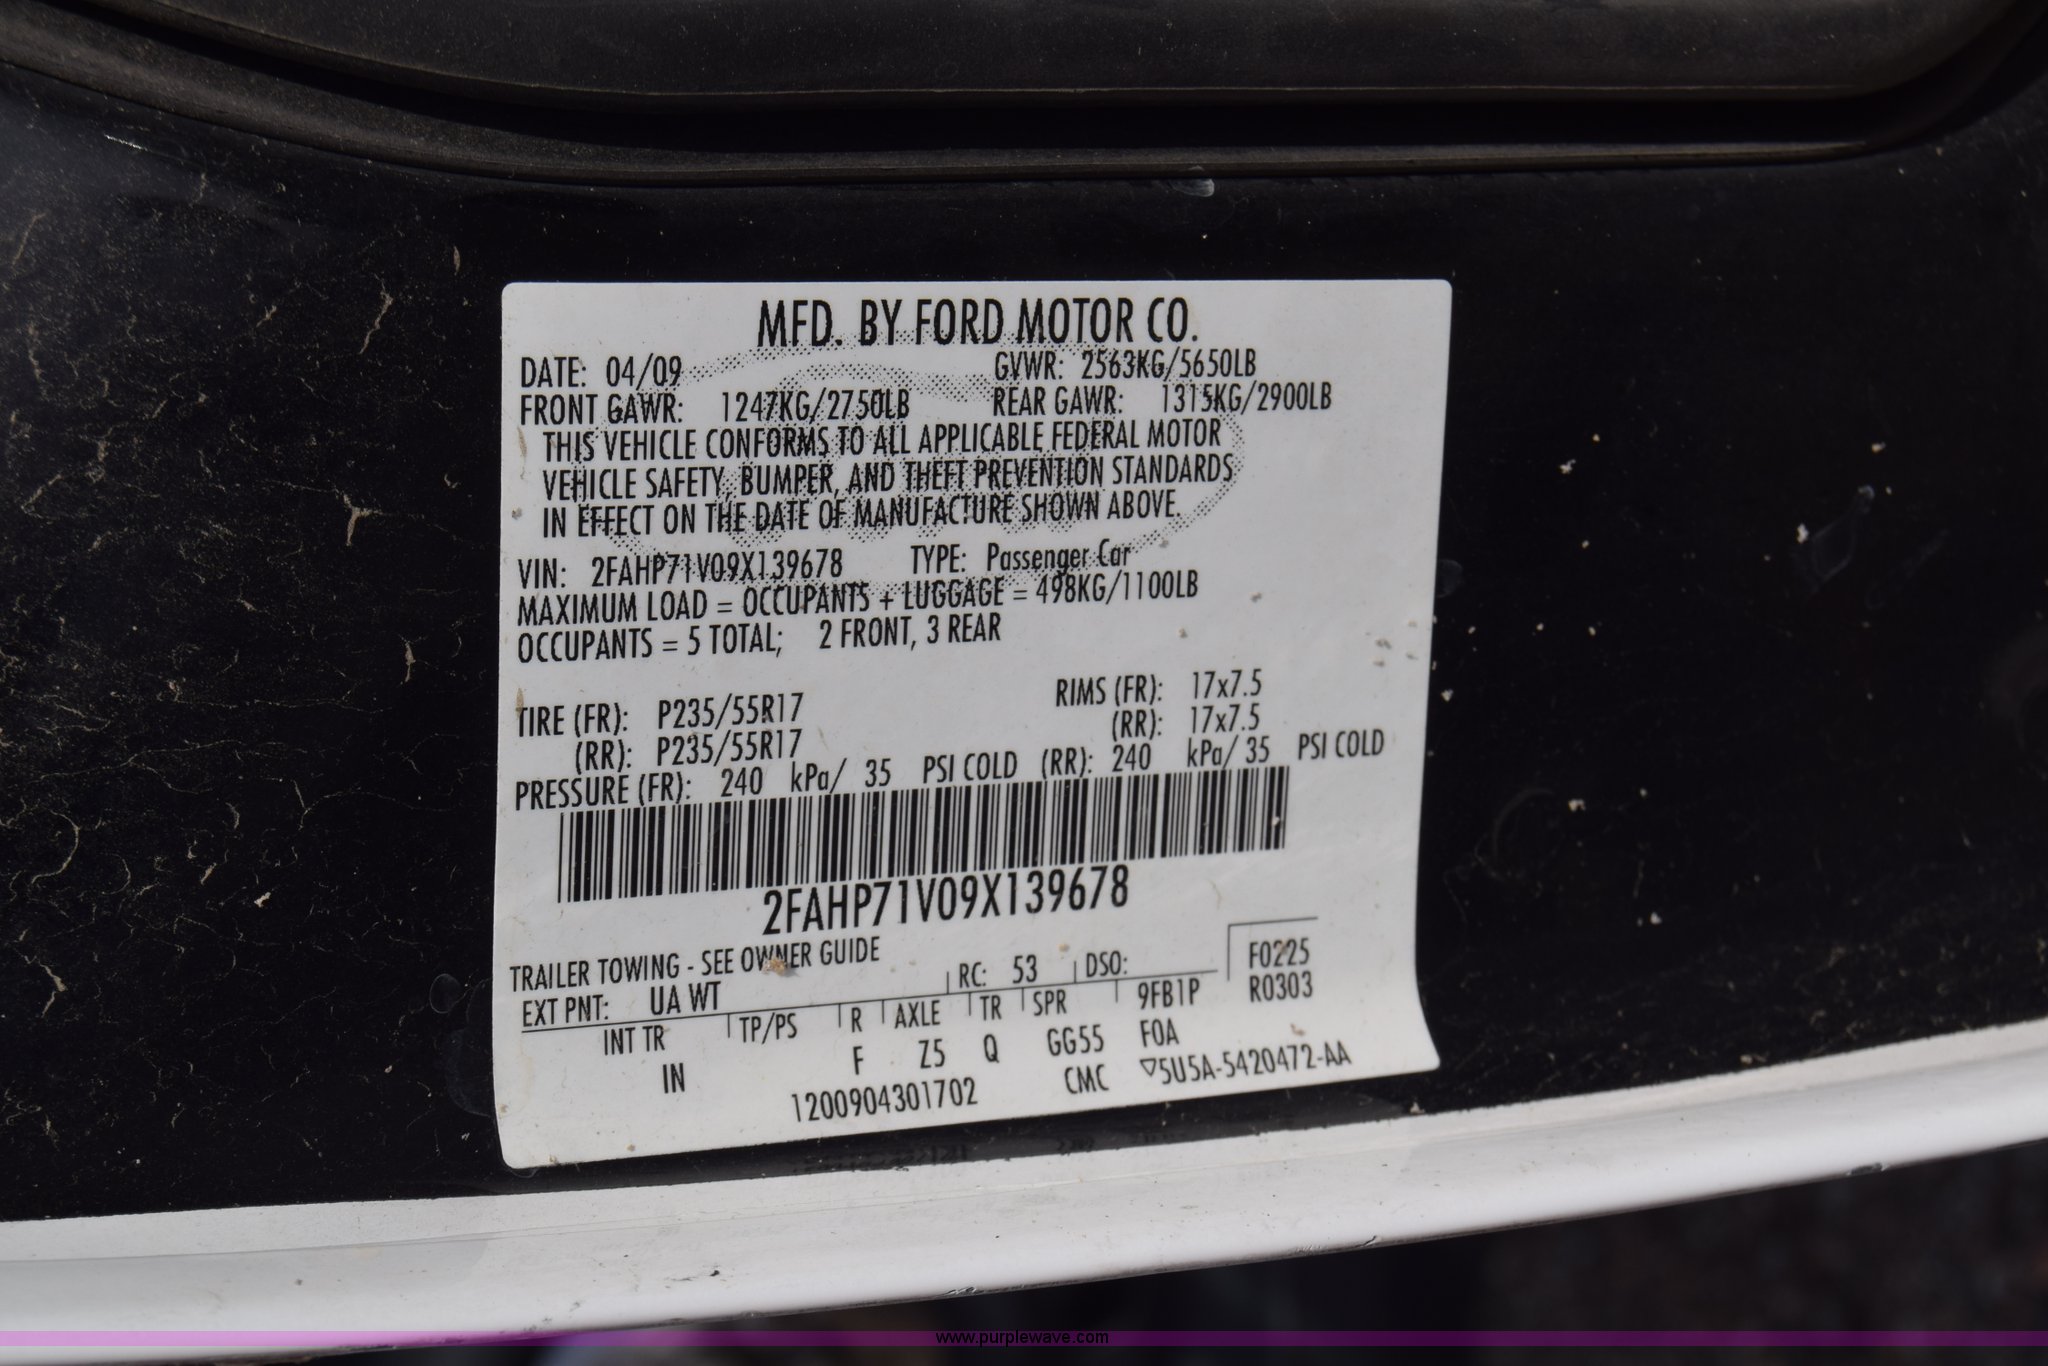 MFD. BY FORD MOTOR CO.
DATE: 04/09 GVWR: 2563KG/5650LB
FRONT GAWR: 1247KG/2750LB REAR GAWR: 1315KG/2900LB
THIS VEHICLE CONFORMS TO ALL APPLICABLE FEDERAL MOTOR
VEHICLE SAFETY, BUMPER, AND THEFT PREVENTION STANDARDS
IN EFFECT ON THE DATE OF MANUFACTURE SHOWN ABOVE.
VIN: 2FAHP71V09X139678 TYPE: Passenger Car
MAXIMUM LOAD = OCCUPANTS + LUGGAGE = 498KG/1100LB
OCCUPANTS = 5 TOTAL; 2 FRONT, 3 REAR
TIRE (FR): P235/55R17 RIMS (FR): 17x7.5
(RR): P235/55R17 (RR): 17x7.5
PRESSURE (FR): 240 kPa/ 35 PSI COLD (RR): 240 kPa/ 35 PSI COLD
2FAHP71V09X139678
TRAILER TOWING - SEE OWNER GUIDE
EXT PNT: UA WT RC: 53 DSO: F0225
INT TR TP/PS R AXLE TR SPR 9FB1P R0303
IN F Z5 Q GG55 F0A
1200904301702 CMC ▽5U5A-5420472-AA
www.purplewave.com